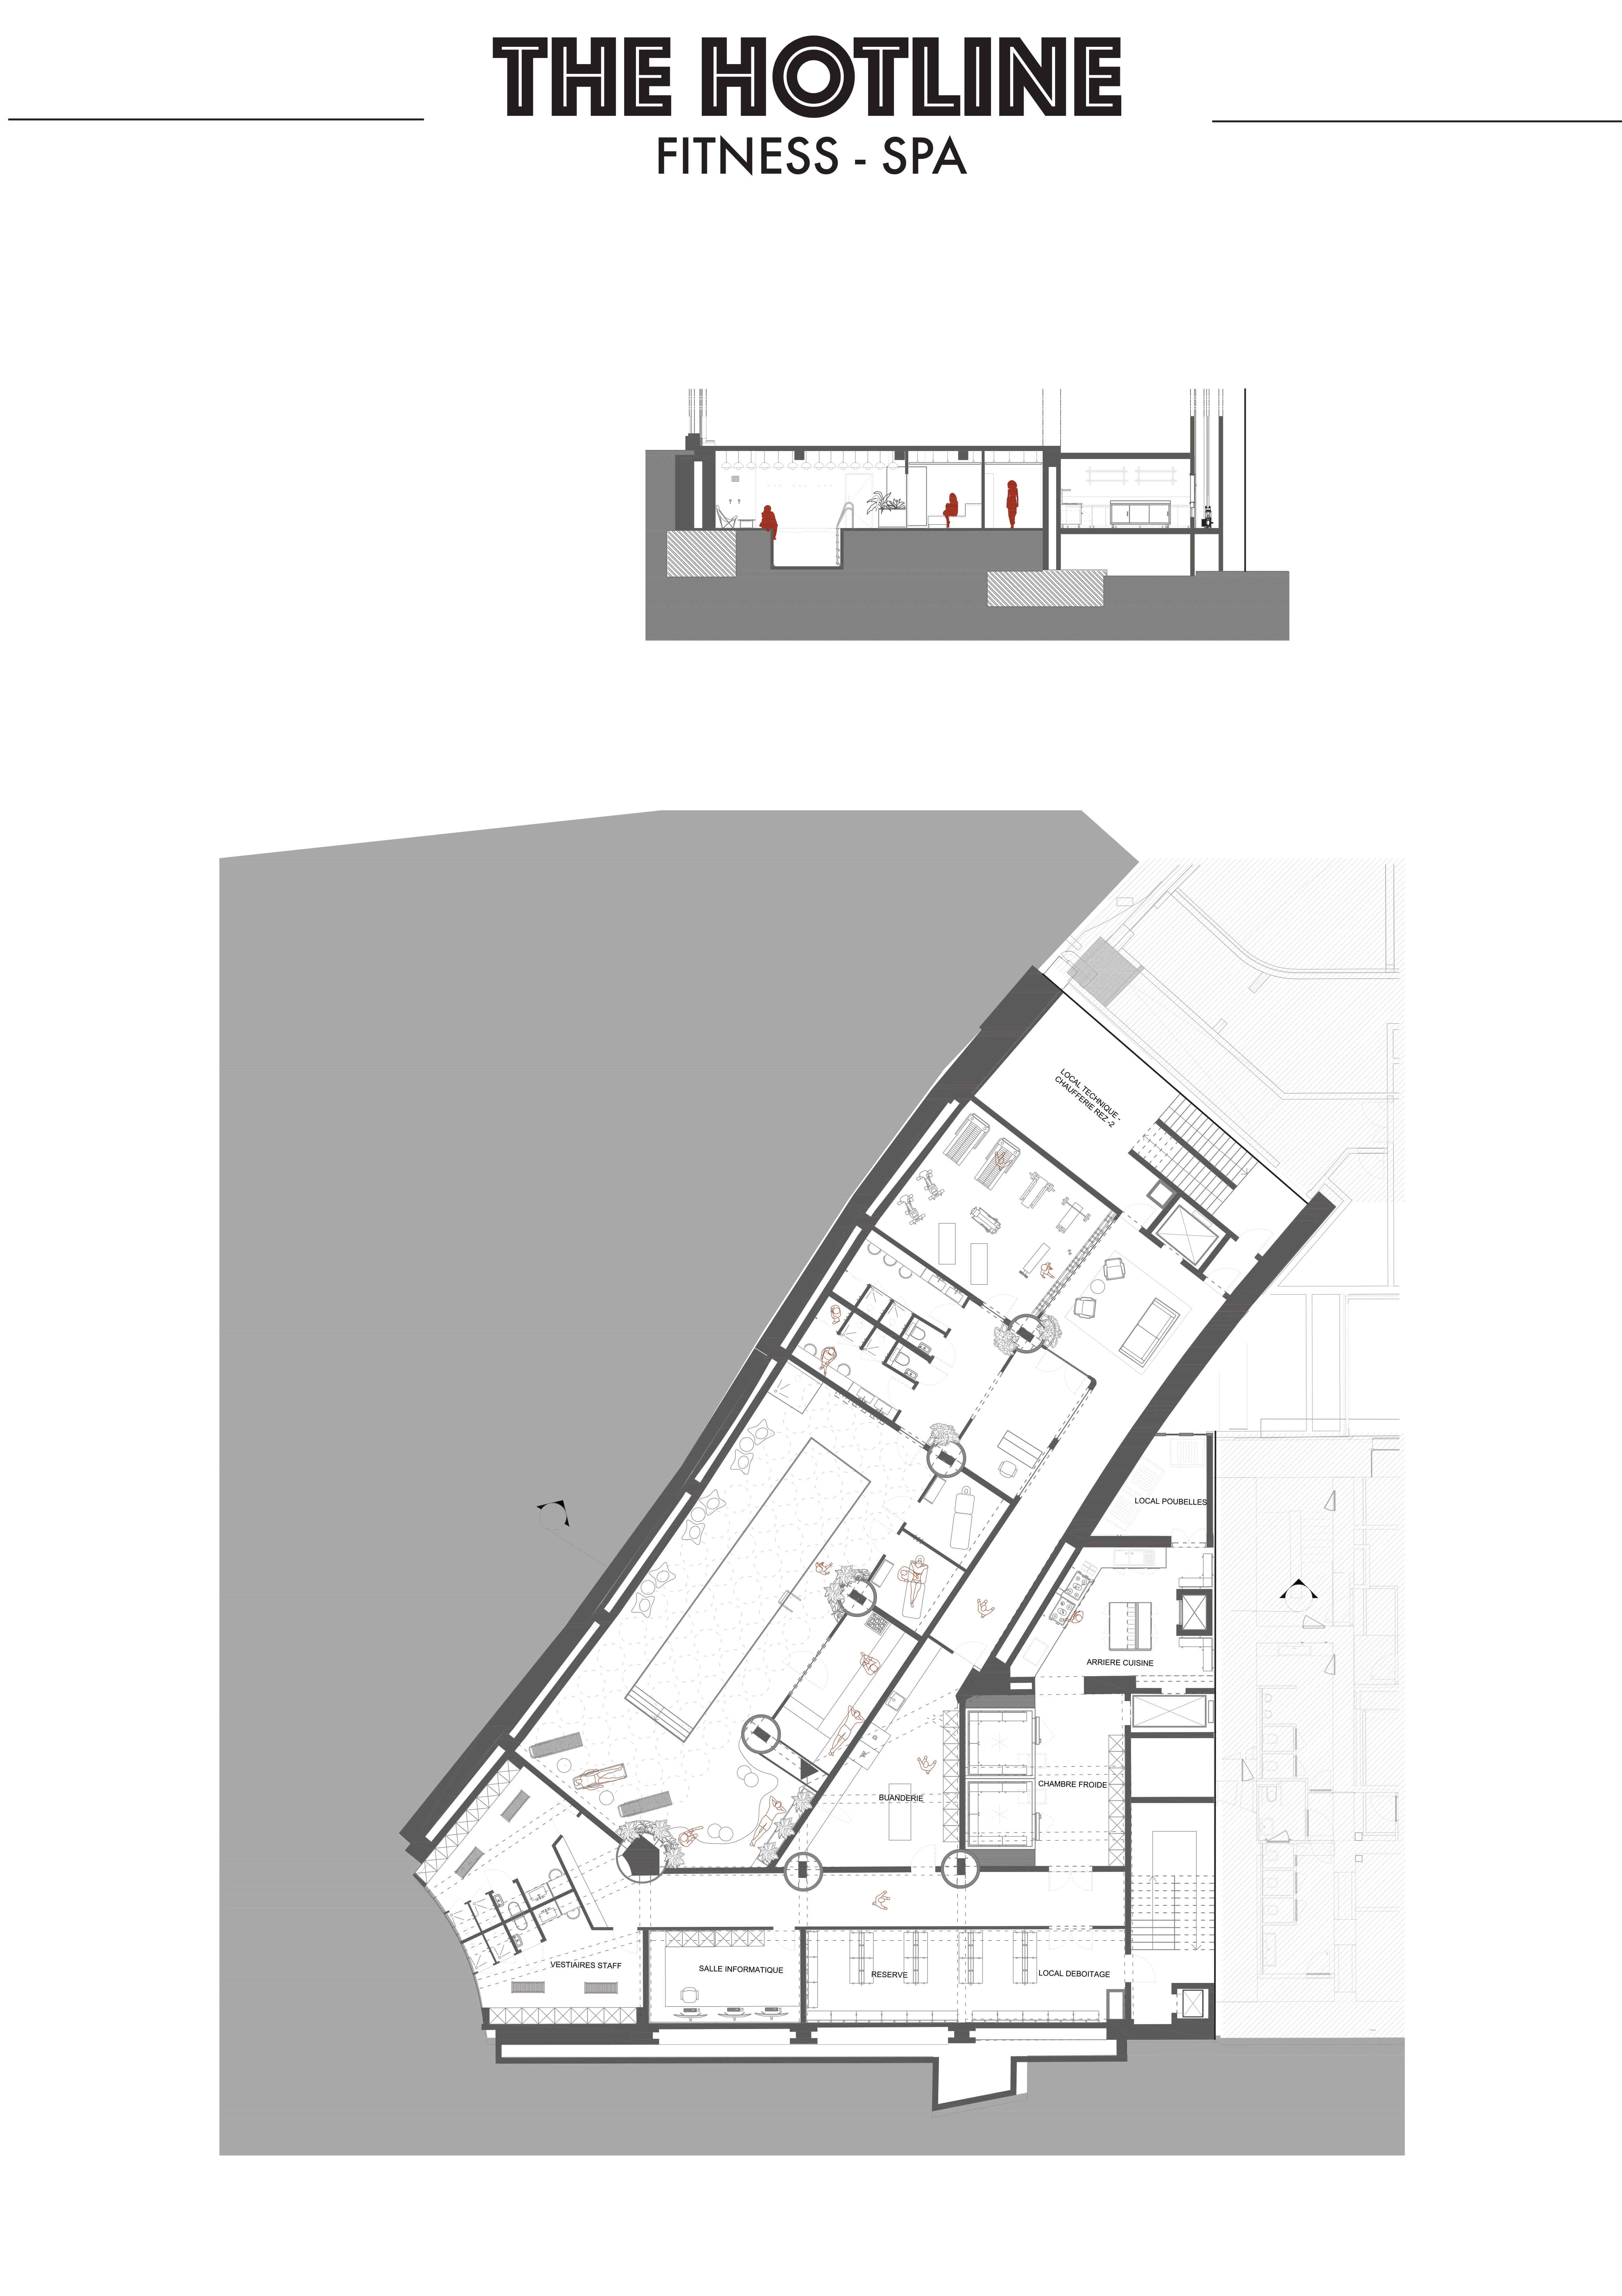 THE HOTLINE
FITNESS - SPA
LOCAL TECHNIQUE -
CHAUFFERIE REZ -2
LOCAL POUBELLES
ARRIERE CUISINE
CHAMBRE FROIDE
BUANDERIE
VESTIAIRES STAFF
SALLE INFORMATIQUE
RESERVE
LOCAL DEBOITAGE